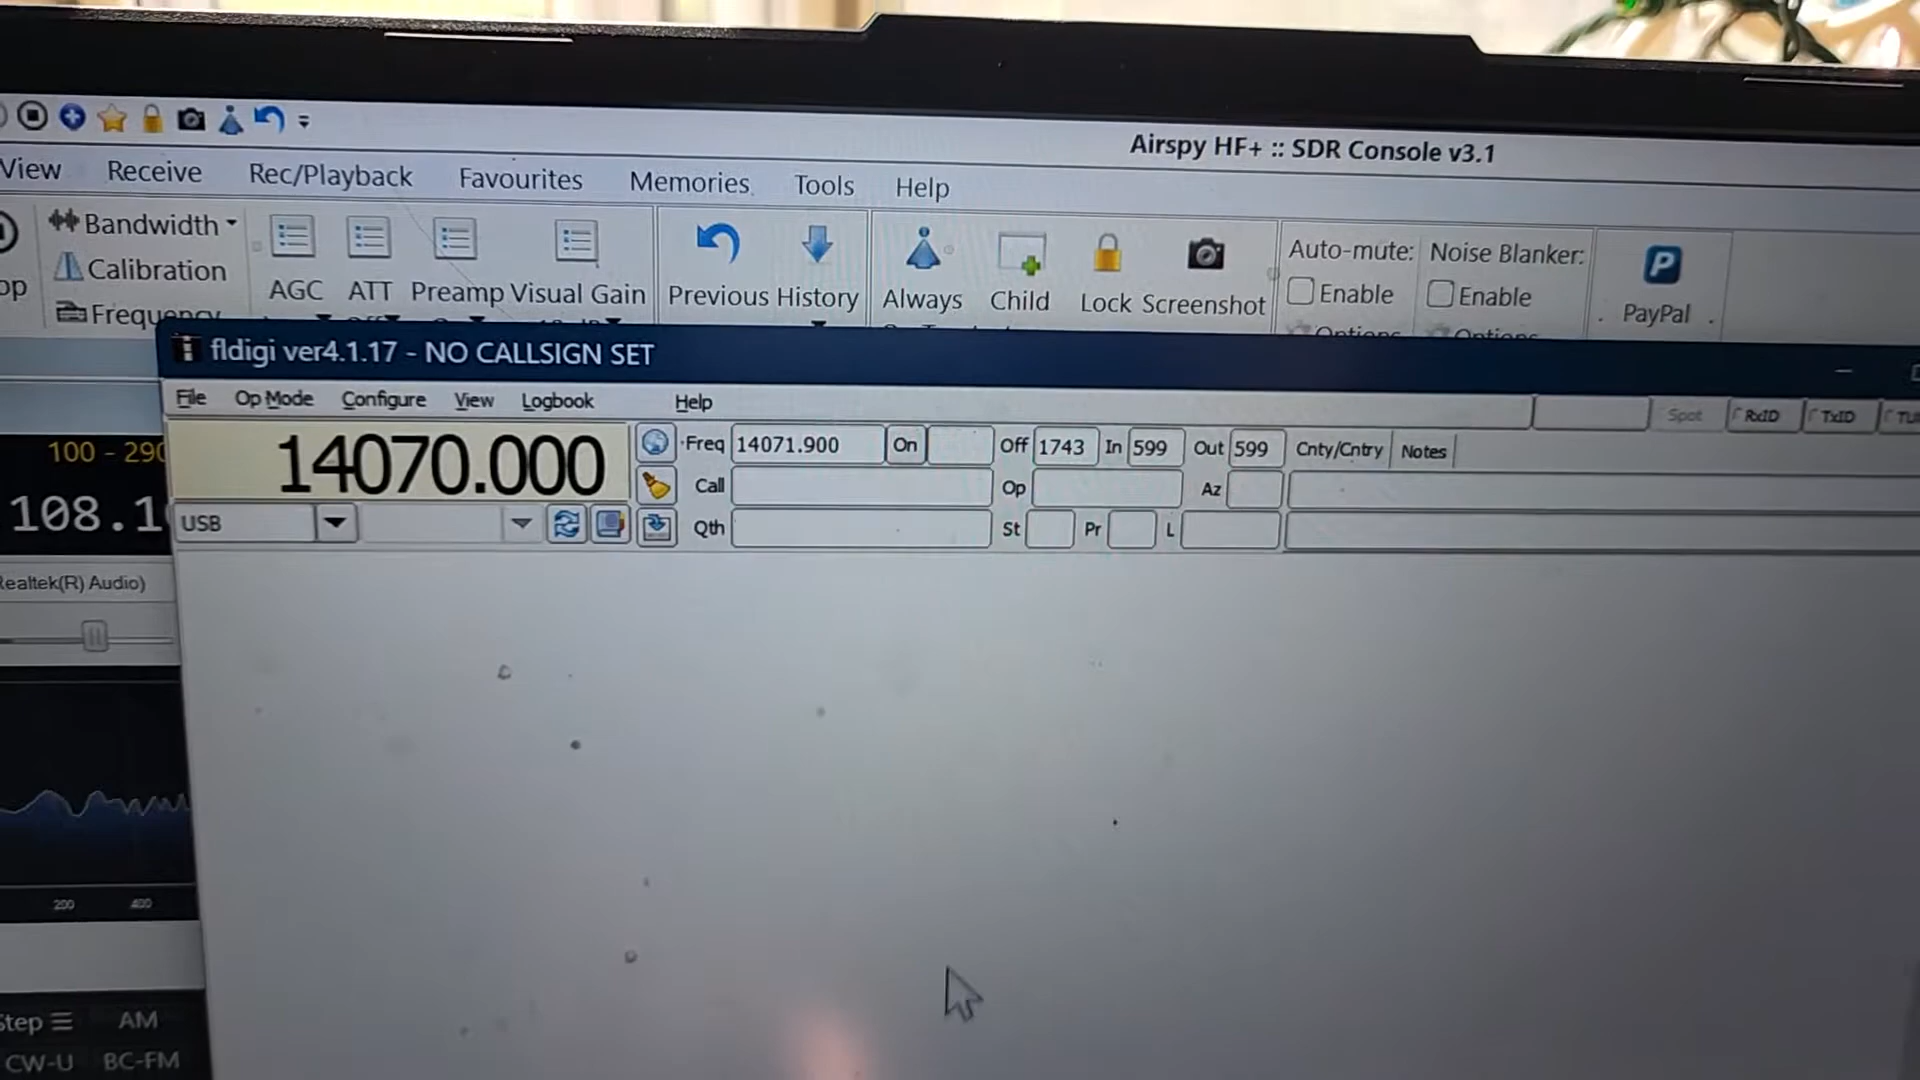 Airspy HF+ :: SDR Console v3.1
View Receive Rec/Playback Favourites Memories Tools Help
Bandwidth
Calibration
Frequency
AGC ATT Preamp Visual Gain Previous History Always Child Lock Screenshot PayPal
Auto-mute: Noise Blanker:
Enable Enable
Options Options
fldigi ver4.1.17 - NO CALLSIGN SET
File Op Mode Configure View Logbook Help
Spot RxID TxID
14070.000
Freq 14071.900 On Off 1743 In 599 Out 599 Cnty/Cntry Notes
Call Op Az
USB
Qth St Pr L
100 - 290
108.1
Realtek(R) Audio)
200 400
Step AM
CW-U BC-FM